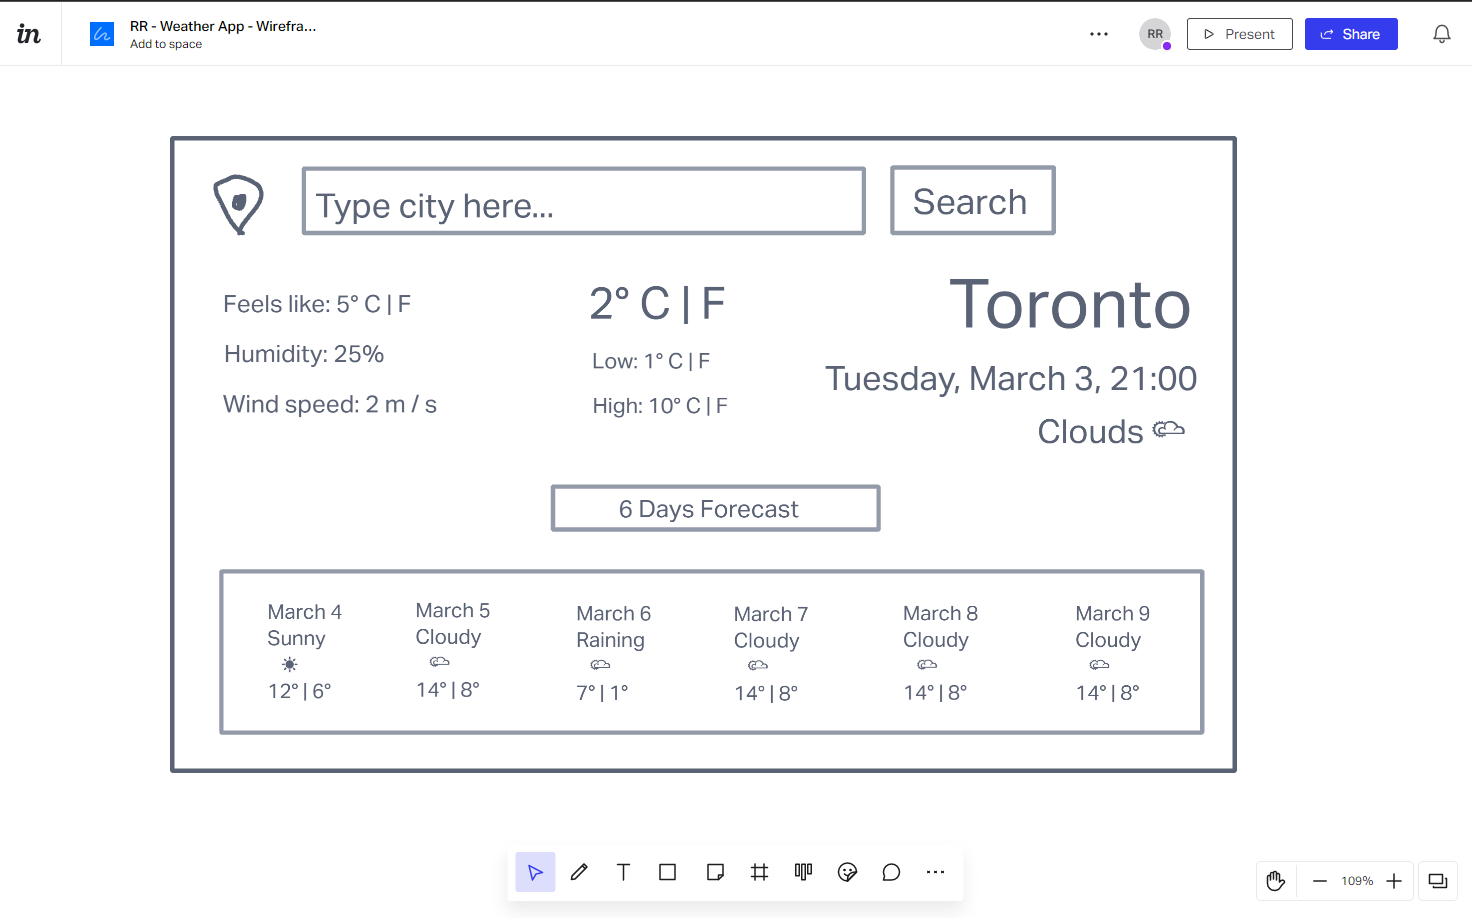 in
RR - Weather App - Wirefra...
Add to space
RR
Present
Share
Type city here...
Search
Feels like: 5° C | F
Humidity: 25%
Wind speed: 2 m / s
2° C | F
Low: 1° C | F
High: 10° C | F
Toronto
Tuesday, March 3, 21:00
Clouds
6 Days Forecast
March 4
Sunny
12° | 6°
March 5
Cloudy
14° | 8°
March 6
Raining
7° | 1°
March 7
Cloudy
14° | 8°
March 8
Cloudy
14° | 8°
March 9
Cloudy
14° | 8°
T
109%